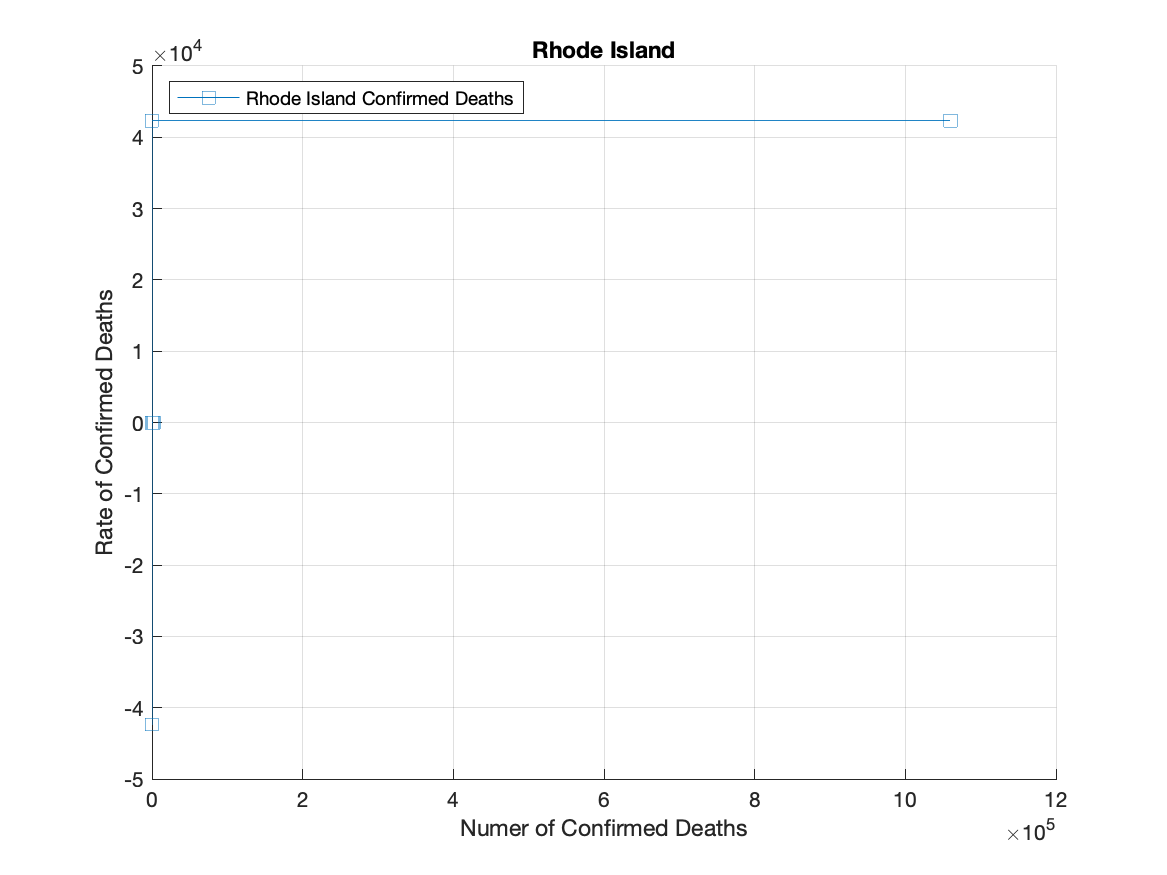 ×10⁴
Rhode Island
Rhode Island Confirmed Deaths
5
4
3
2
1
0
-1
-2
-3
-4
-5
Rate of Confirmed Deaths
0 2 4 6 8 10 12
Numer of Confirmed Deaths
×10⁵